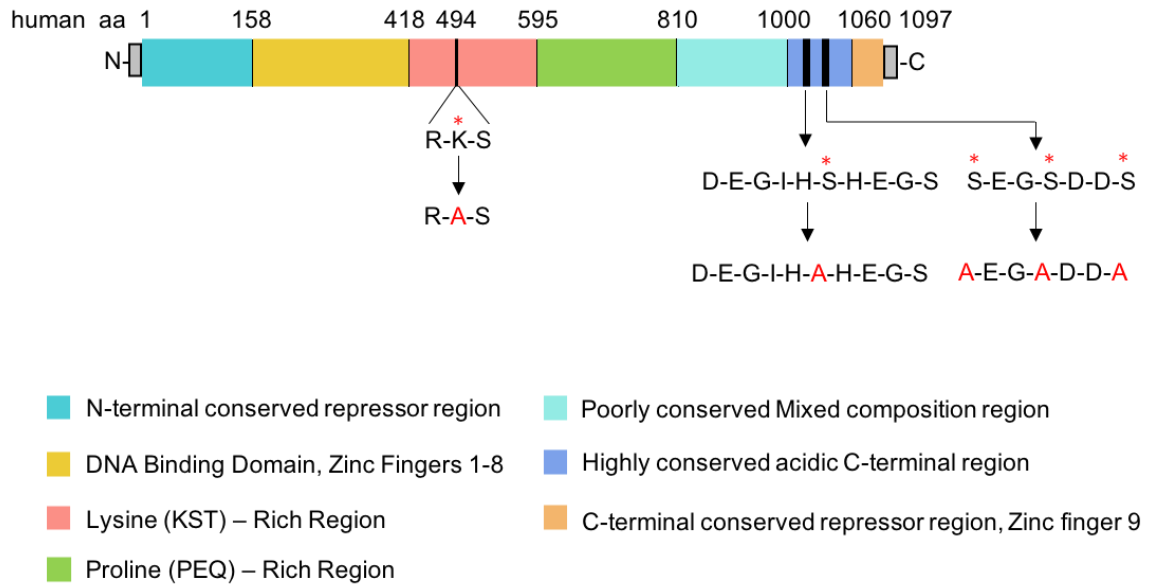 human aa 1 158 418 494 595 810 1000 1060 1097
N- -C
* 
R-K-S
* * * *
D-E-G-I-H-S-H-E-G-S S-E-G-S-D-D-S
R-A-S
D-E-G-I-H-A-H-E-G-S A-E-G-A-D-D-A
N-terminal conserved repressor region
DNA Binding Domain, Zinc Fingers 1-8
Lysine (KST) – Rich Region
Proline (PEQ) – Rich Region
Poorly conserved Mixed composition region
Highly conserved acidic C-terminal region
C-terminal conserved repressor region, Zinc finger 9